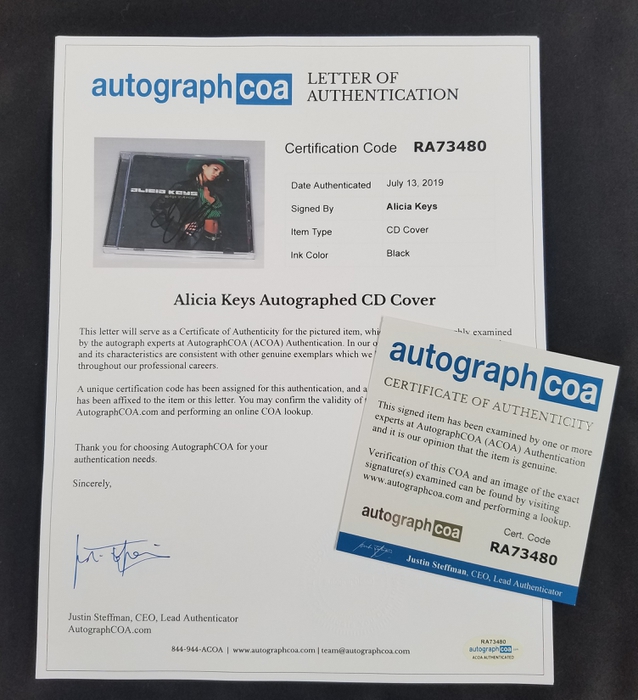 autographcoa
LETTER OF
AUTHENTICATION
Certification Code RA73480
ALICIA KEYS
Date Authenticated July 13, 2019
Signed By Alicia Keys
Item Type CD Cover
Ink Color Black
Alicia Keys Autographed CD Cover
This letter will serve as a Certificate of Authenticity for the pictured item, examined
by the autograph experts at AutographCOA (ACOA) Authentication. In our
and its characteristics are consistent with other genuine exemplars which we
throughout our professional careers.
A unique certification code has been assigned for this authentication, and a
has been affixed to the item or this letter. You may confirm the validity of
AutographCOA.com and performing an online COA lookup.
Thank you for choosing AutographCOA for your
authentication needs.
Sincerely,
Justin Steffman, CEO, Lead Authenticator
AutographCOA.com
844-944-ACOA | www.autographcoa.com | team@autographcoa.com
RA73480
autographcoa
ACOA AUTHENTICATED
autographcoa
CERTIFICATE OF AUTHENTICITY
This signed item has been examined by one or more
experts at AutographCOA (ACOA) Authentication
and it is our opinion that the item is genuine.
Verification of this COA and an image of the exact
signature(s) examined can be found by visiting
www.autographcoa.com and performing a lookup.
autographcoa
Cert. Code
RA73480
Justin Steffman, CEO, Lead Authenticator